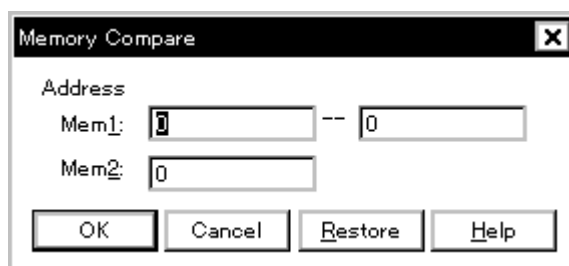 Memory Compare
Address
Mem1: 0 -- 0
Mem2: 0
OK Cancel Restore Help